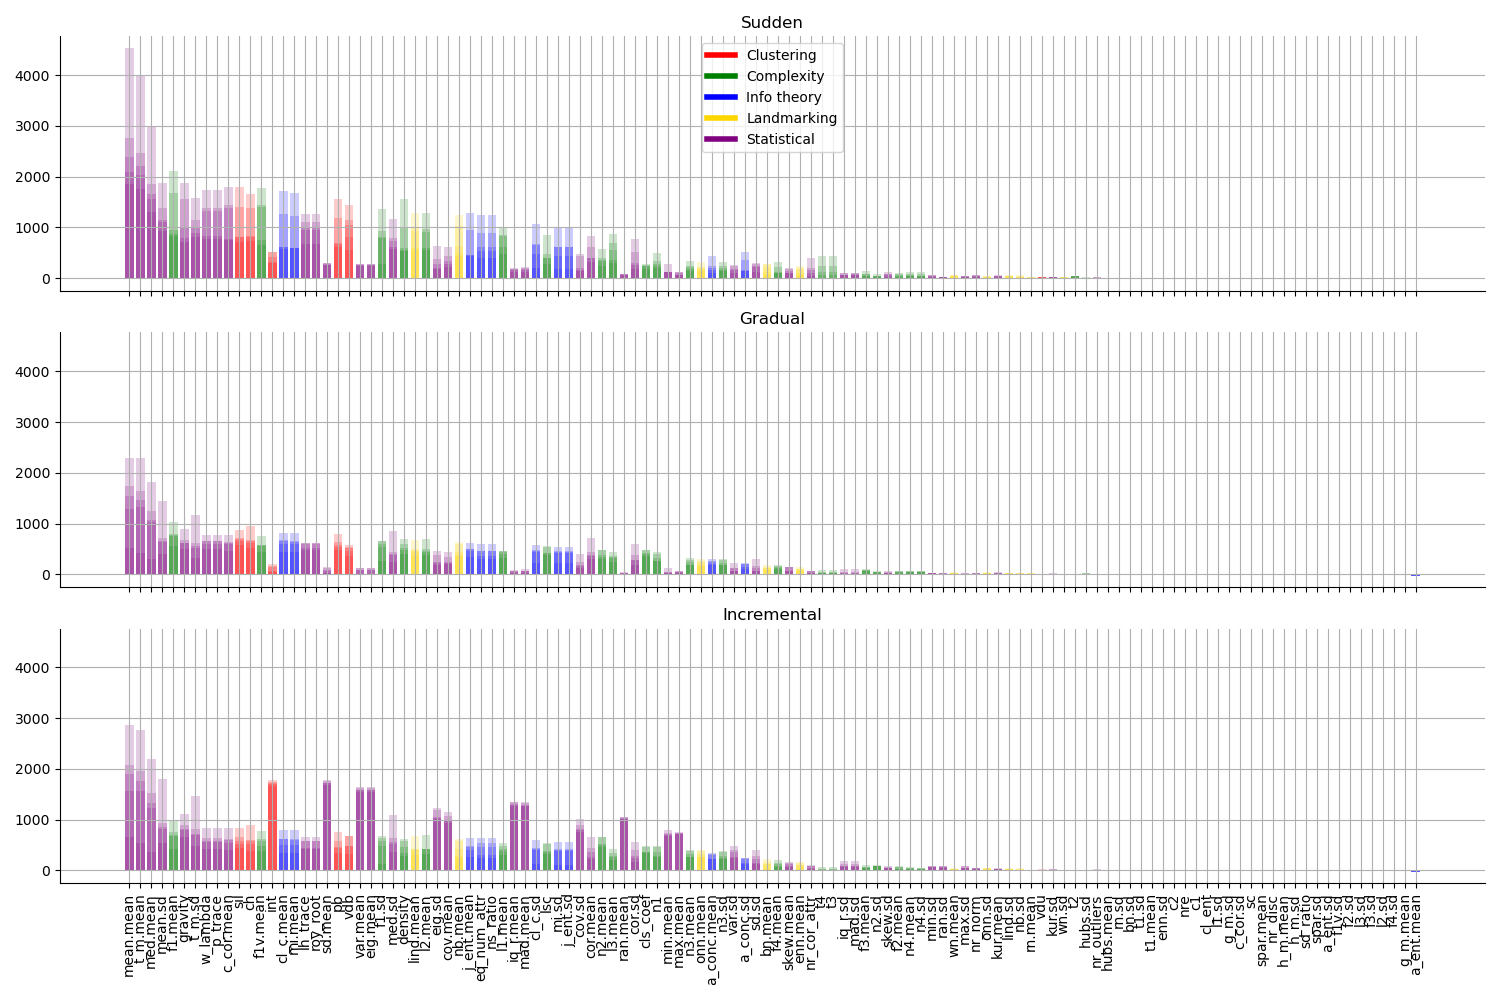 Sudden
Clustering
Complexity
Info theory
Landmarking
Statistical
4000
3000
2000
1000
0
Gradual
4000
3000
2000
1000
0
Incremental
4000
3000
2000
1000
0
mean.mean
t_m.mean
med.mean
mean.sd
f1.mean
gravity
t_m.sd
w_lambda
p_trace
c_cor.mean
sil
ch
f1v.mean
int
cl_c.mean
mi.mean
lh_trace
roy_root
sd.mean
pb
vdb
var.mean
eig.mean
med.sd
density
lind.mean
l2.mean
eig.sd
cov.mean
nb.mean
j_ent.mean
eq_num_attr
ns_ratio
l1.mean
iq_r.mean
mad.mean
cl_c.sd
lsc
mi.sd
j_ent.sd
cov.sd
cor.mean
n2.mean
l3.mean
ran.mean
cor.sd
cls_coef
n1
min.mean
max.mean
n3.mean
onn.mean
a_conc.mean
n3.sd
var.sd
a_conc.sd
sd.sd
bn.mean
f4.mean
skew.mean
enn.mean
nr_cor_attr
t4
t3
iq_r.sd
mad.sd
f3.mean
n2.sd
skew.sd
f2.mean
n4.mean
n4.sd
min.sd
ran.sd
wn.mean
max.sd
nr_norm
onn.sd
kur.mean
lind.sd
nb.sd
rn.mean
vdu
kur.sd
wn.sd
t2
hubs.sd
nr_outliers
hubs.mean
rn.sd
bn.sd
t1.sd
t1.mean
enn.sd
c2
nre
c1
cl_ent
g_m.sd
c_cor.sd
sc
spar.mean
nr_disc
h_m.mean
h_m.sd
sd_ratio
spar.sd
a_ent.sd
f1v.sd
f2.sd
f3.sd
l2.sd
f4.sd
g_m.mean
a_ent.mean